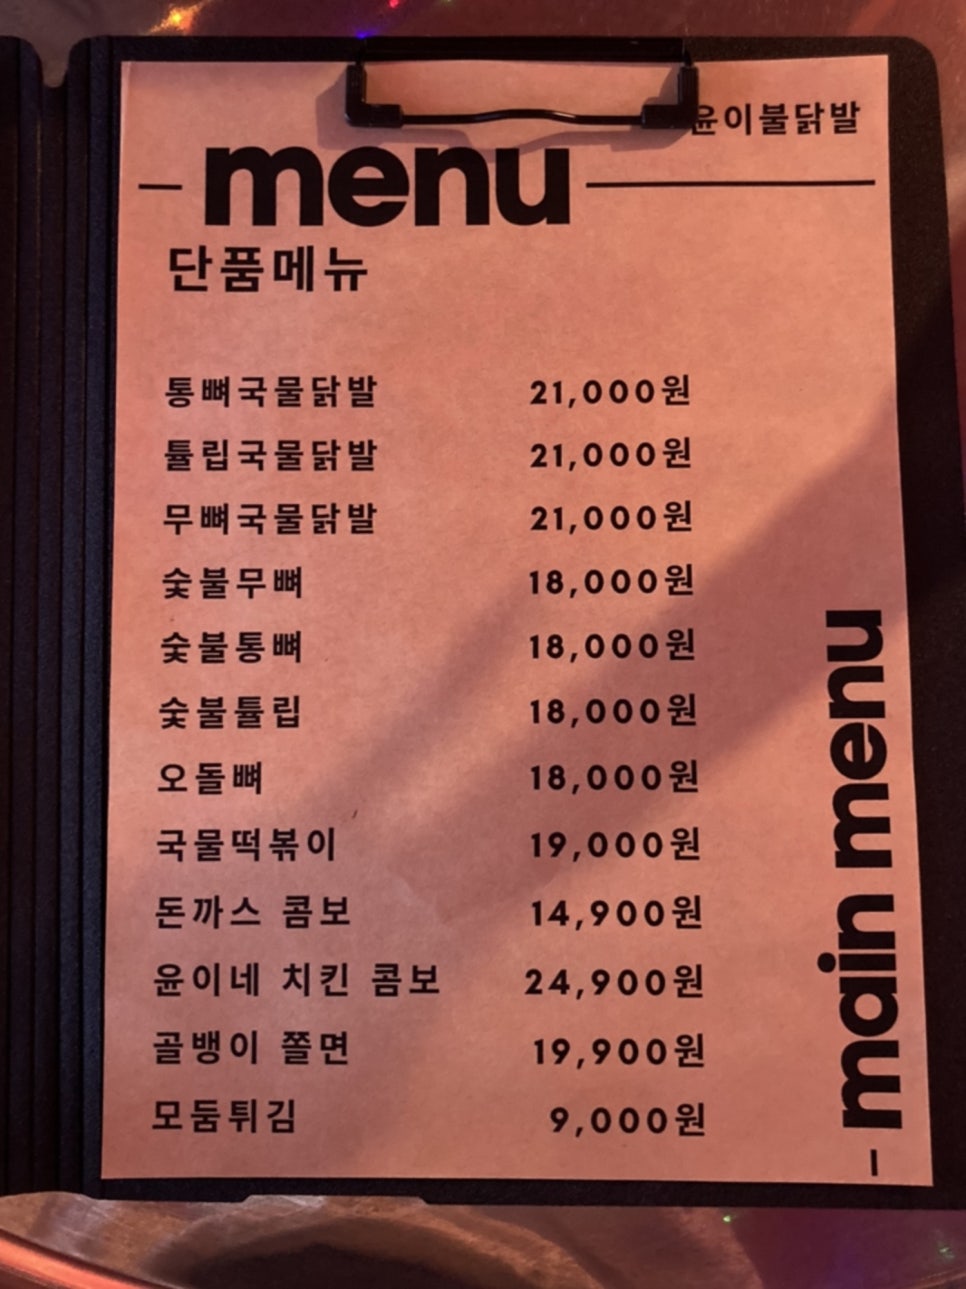 윤이불닭발
menu
단품메뉴
통뼈국물닭발 21,000원
튤립국물닭발 21,000원
무뼈국물닭발 21,000원
숯불무뼈 18,000원
숯불통뼈 18,000원
숯불튤립 18,000원
오돌뼈 18,000원
국물떡볶이 19,000원
돈까스 콤보 14,900원
윤이네 치킨 콤보 24,900원
골뱅이 쫄면 19,900원
모둠튀김 9,000원
main menu